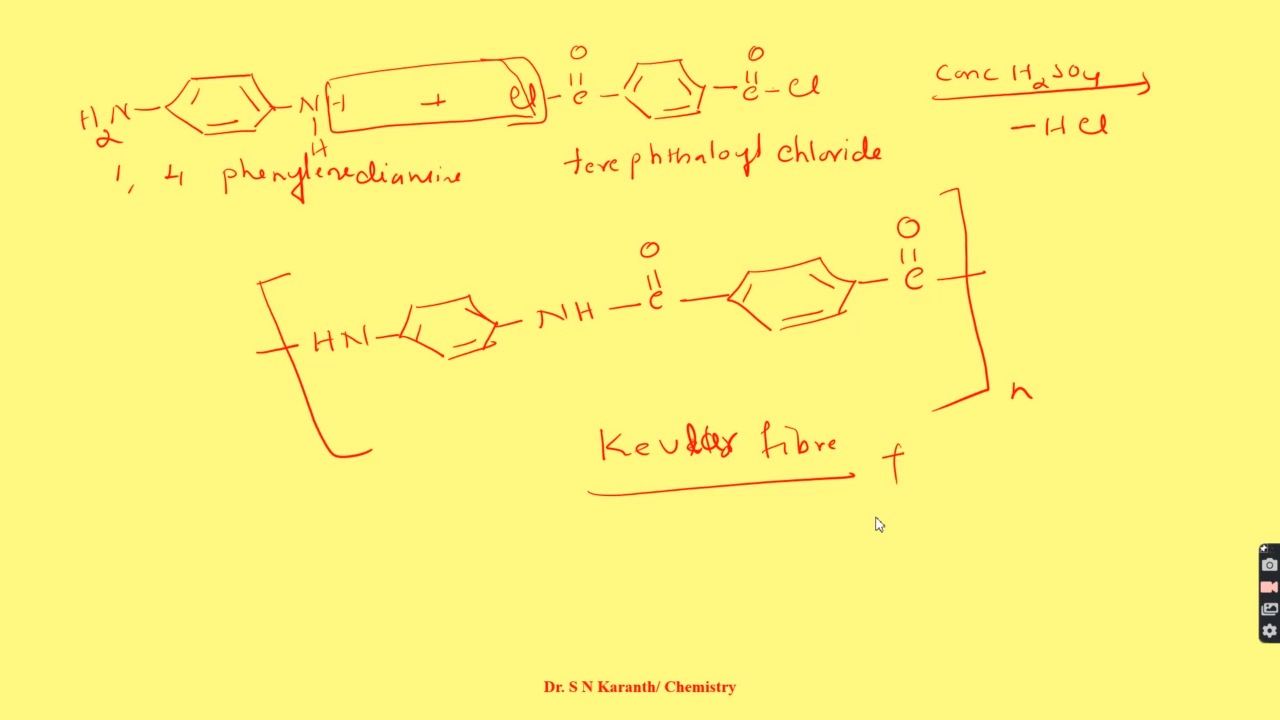 O O
H₂N NH + Cl - C - C - Cl conc H₂SO₄
H - HCl
1, 4 phenylenediamine terephthaloyl chloride
O O
HN NH - C C
n
Kevlar fibre
Dr. S N Karanth/ Chemistry